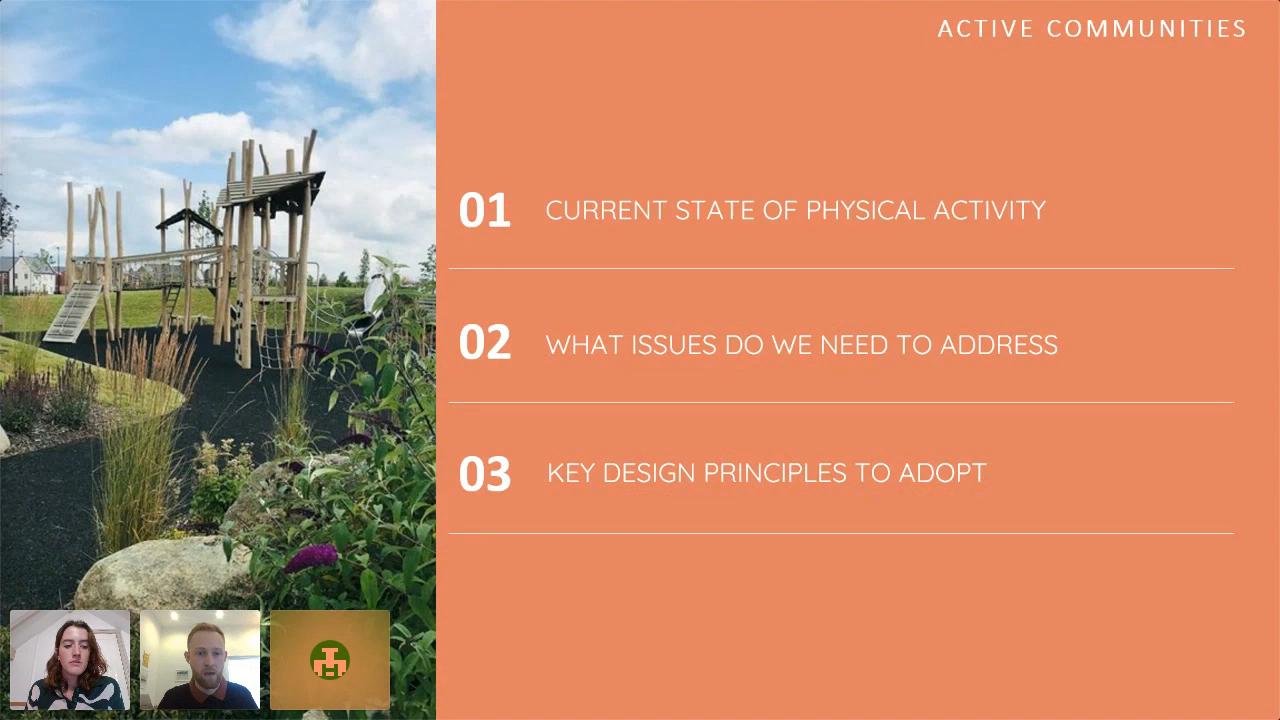 ACTIVE COMMUNITIES
01 CURRENT STATE OF PHYSICAL ACTIVITY
02 WHAT ISSUES DO WE NEED TO ADDRESS
03 KEY DESIGN PRINCIPLES TO ADOPT